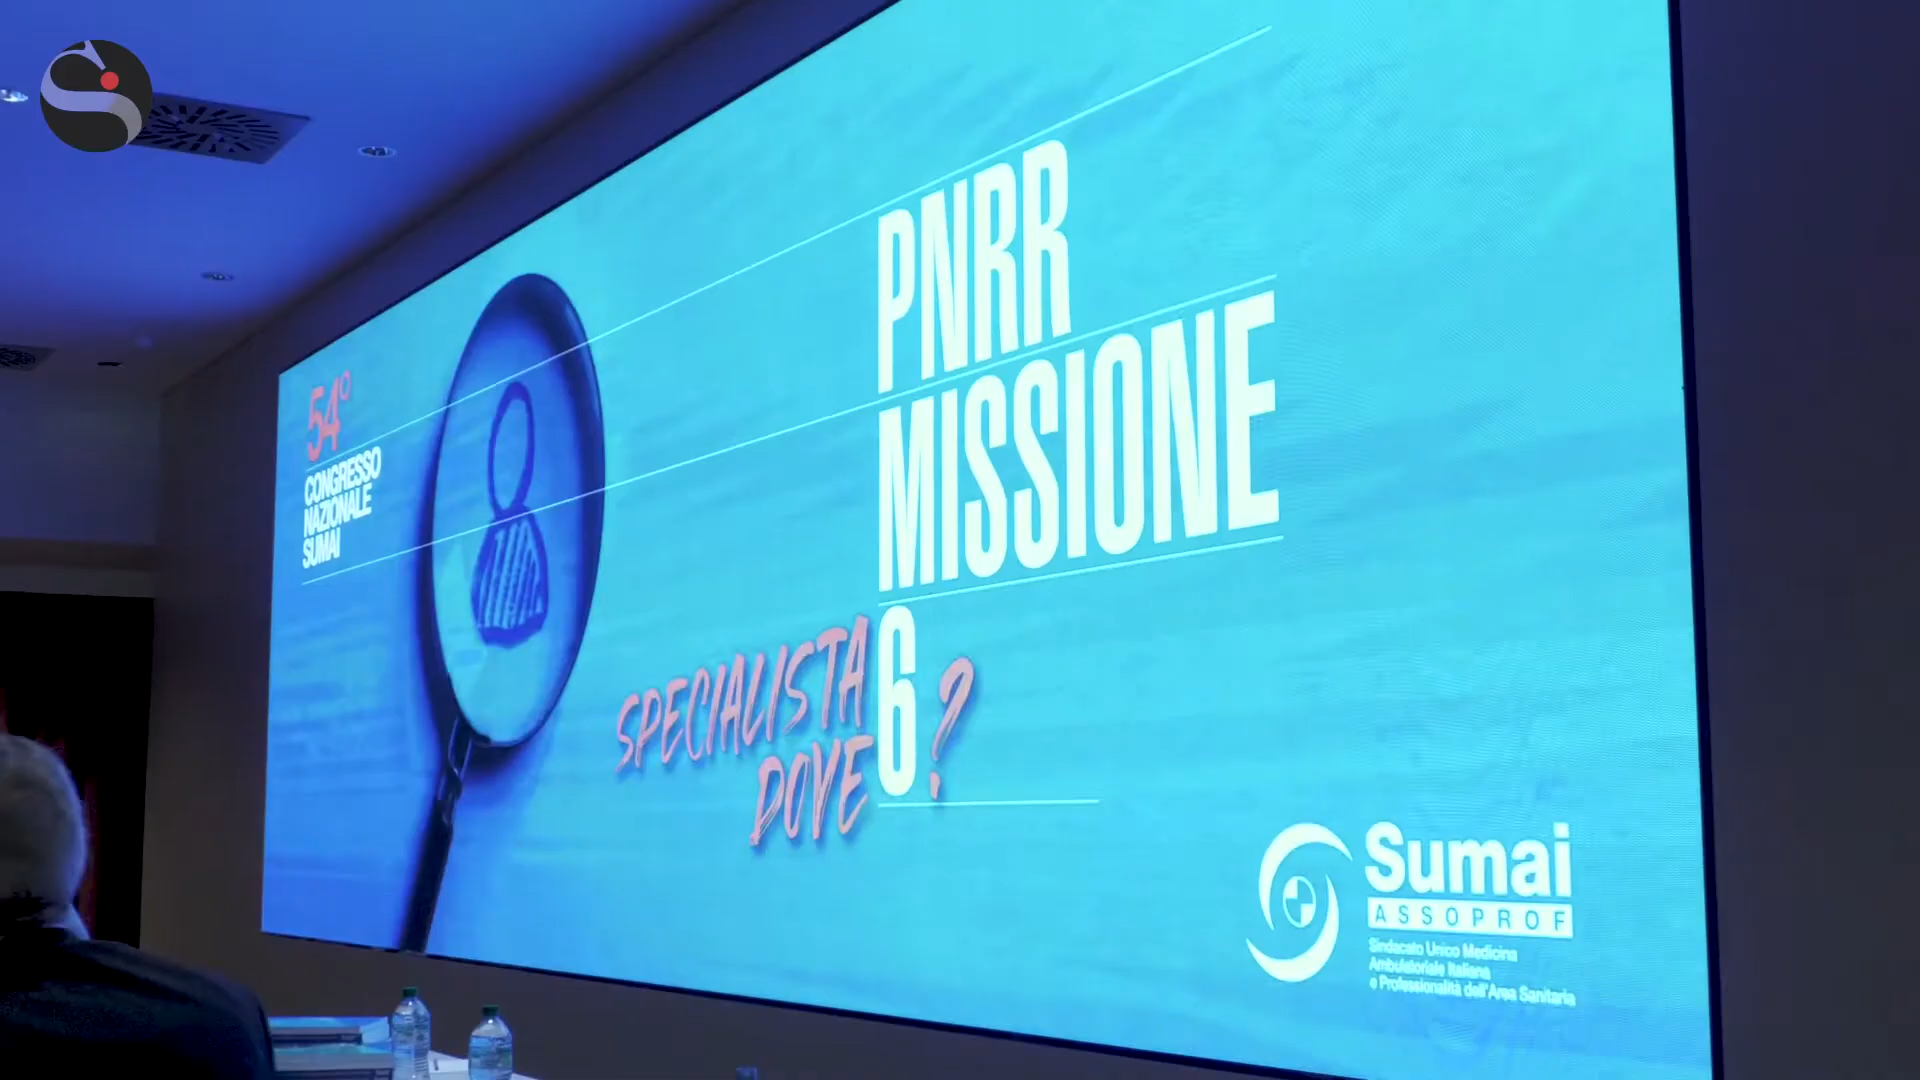 54°
CONGRESSO
NAZIONALE
SUMAI
PNRR
MISSIONE
6
SPECIALISTA
DOVE ?
Sumai
ASSOPROF
Sindacato Unico Medicina
Ambulatoriale Italiana
e Professionalità dell'Area Sanitaria